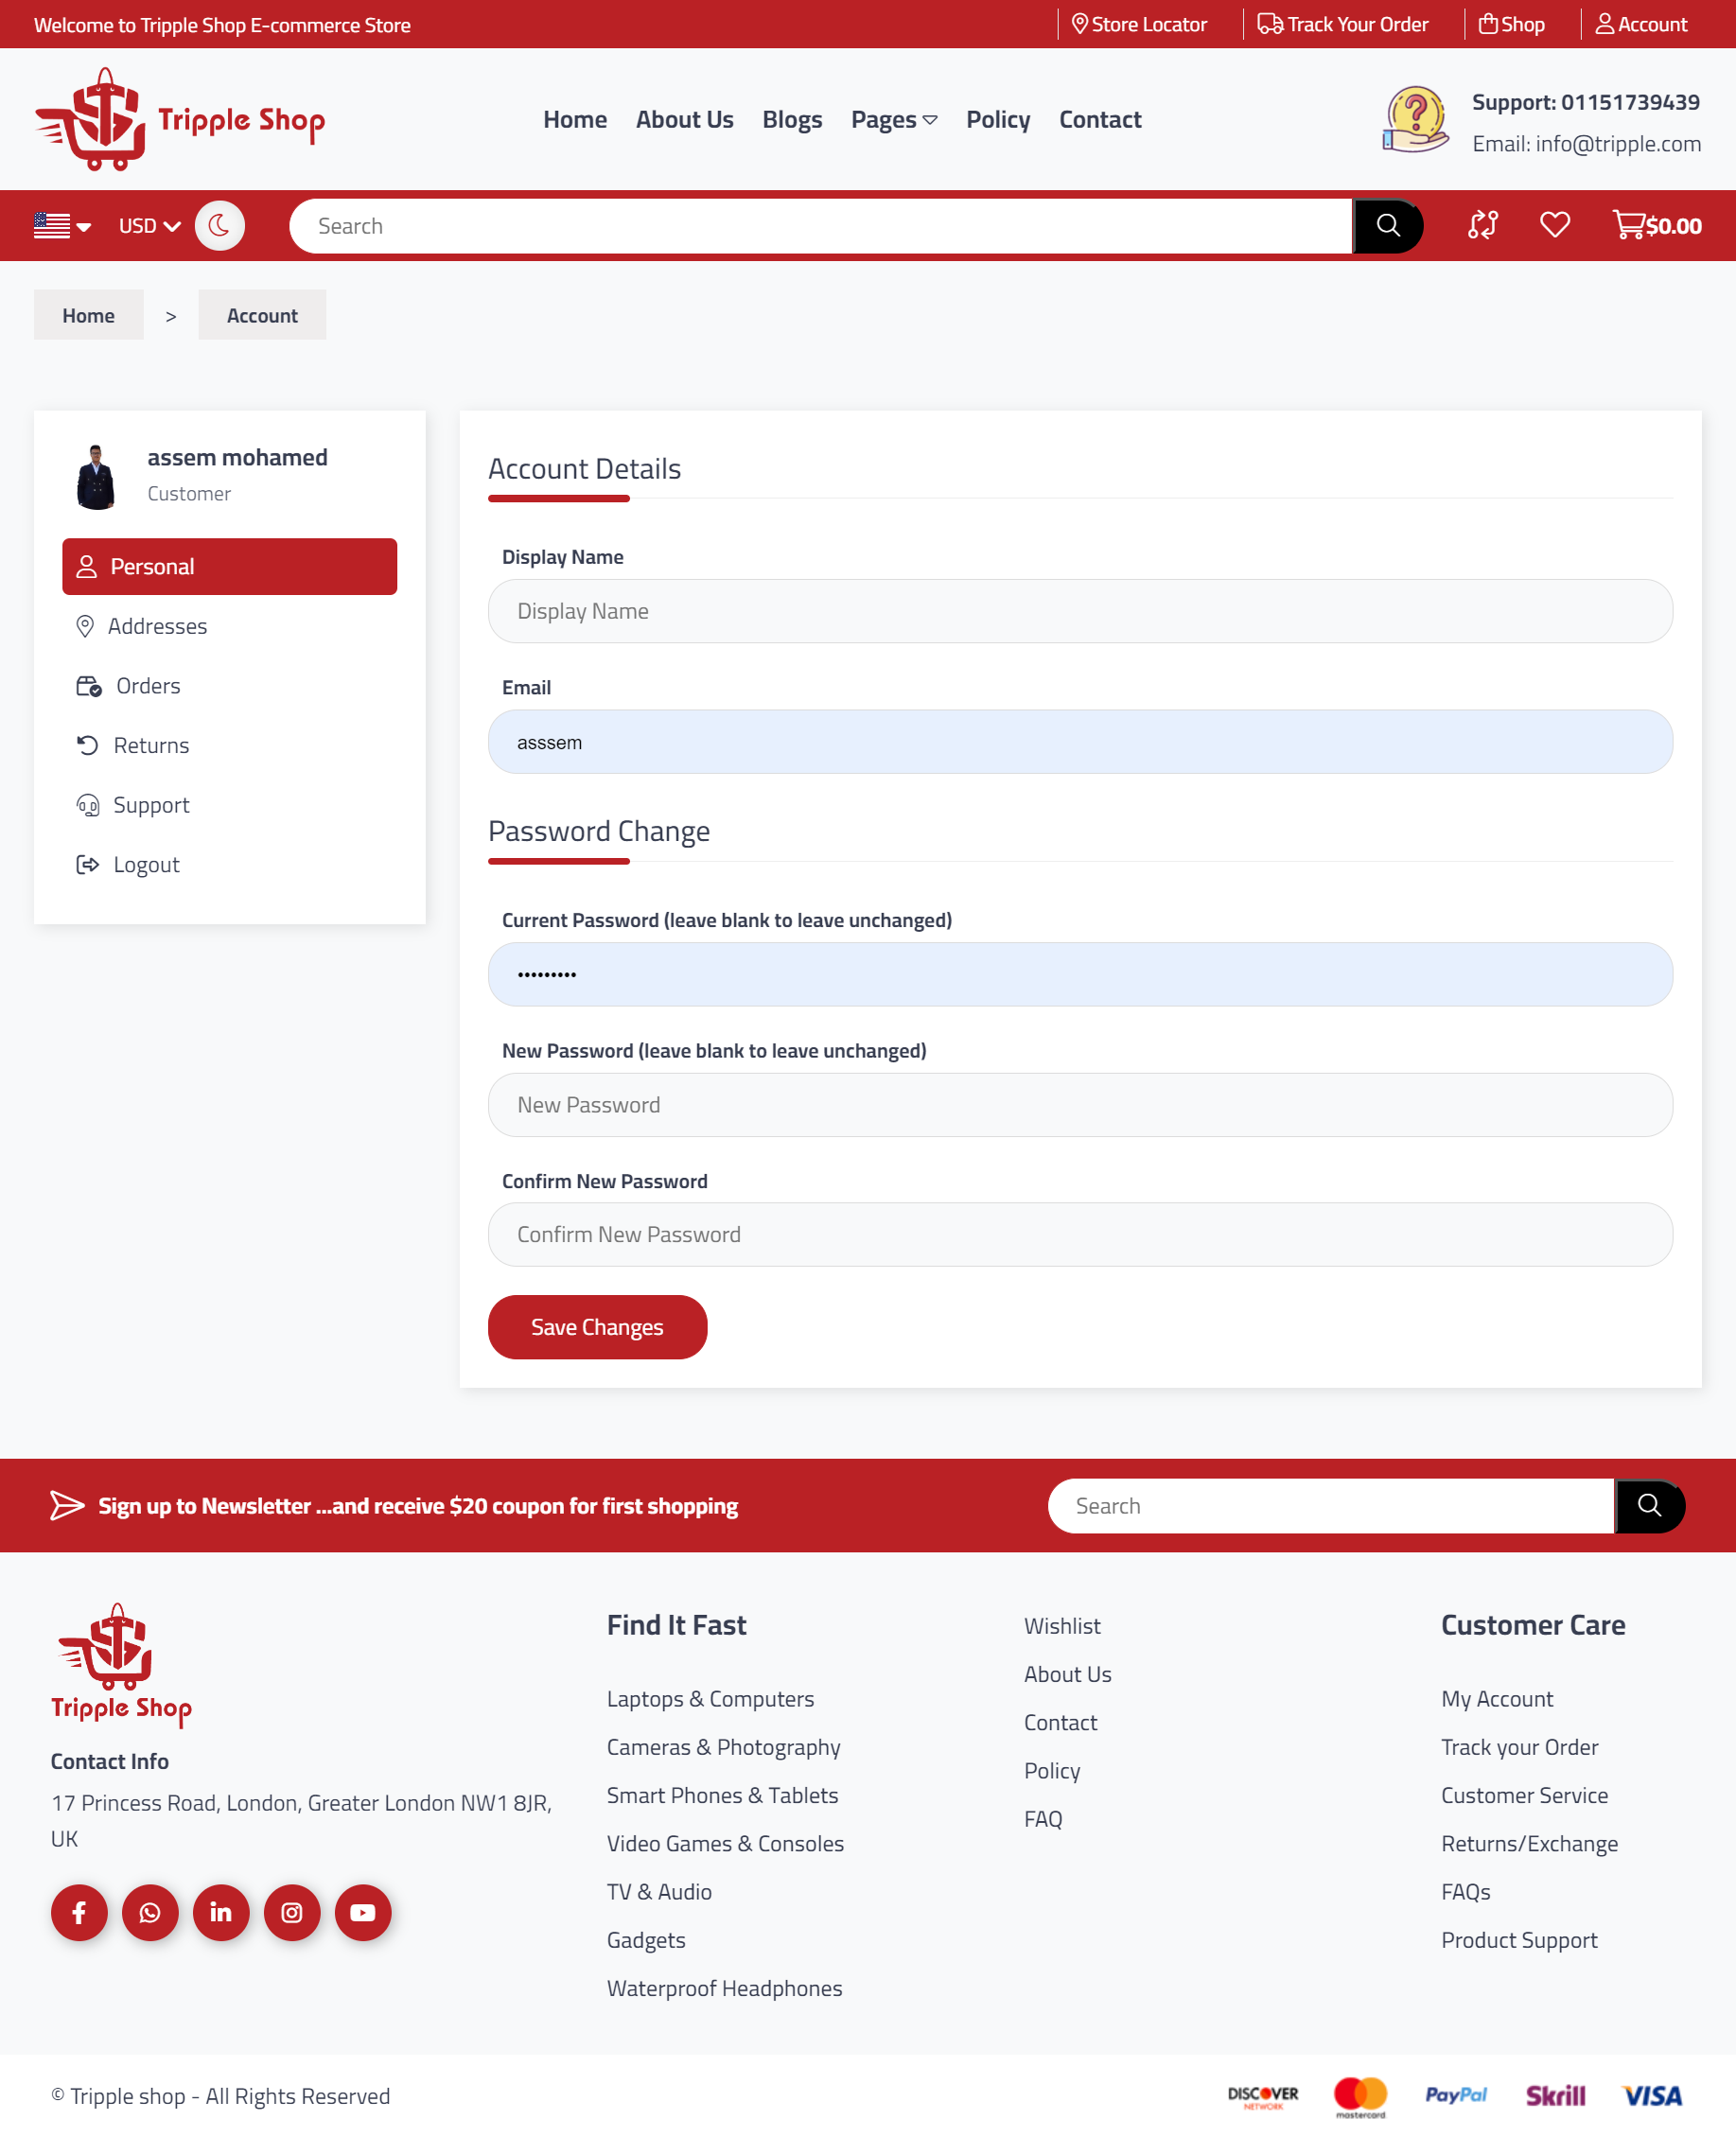 Welcome to Tripple Shop E-commerce Store
Store Locator
Track Your Order
Shop
Account
Tripple Shop
Home
About Us
Blogs
Pages
Policy
Contact
Support: 01151739439
Email: info@tripple.com
USD
Search
$0.00
Home > Account
assem mohamed
Customer
Personal
Addresses
Orders
Returns
Support
Logout
Account Details
Display Name
Display Name
Email
asssem
Password Change
Current Password (leave blank to leave unchanged)
•••••••••
New Password (leave blank to leave unchanged)
New Password
Confirm New Password
Confirm New Password
Save Changes
Sign up to Newsletter ...and receive $20 coupon for first shopping
Search
Tripple Shop
Contact Info
17 Princess Road, London, Greater London NW1 8JR,
UK
Find It Fast
Laptops & Computers
Cameras & Photography
Smart Phones & Tablets
Video Games & Consoles
TV & Audio
Gadgets
Waterproof Headphones
Wishlist
About Us
Contact
Policy
FAQ
Customer Care
My Account
Track your Order
Customer Service
Returns/Exchange
FAQs
Product Support
© Tripple shop - All Rights Reserved
DISCOVER
NETWORK
mastercard
PayPal
Skrill
VISA